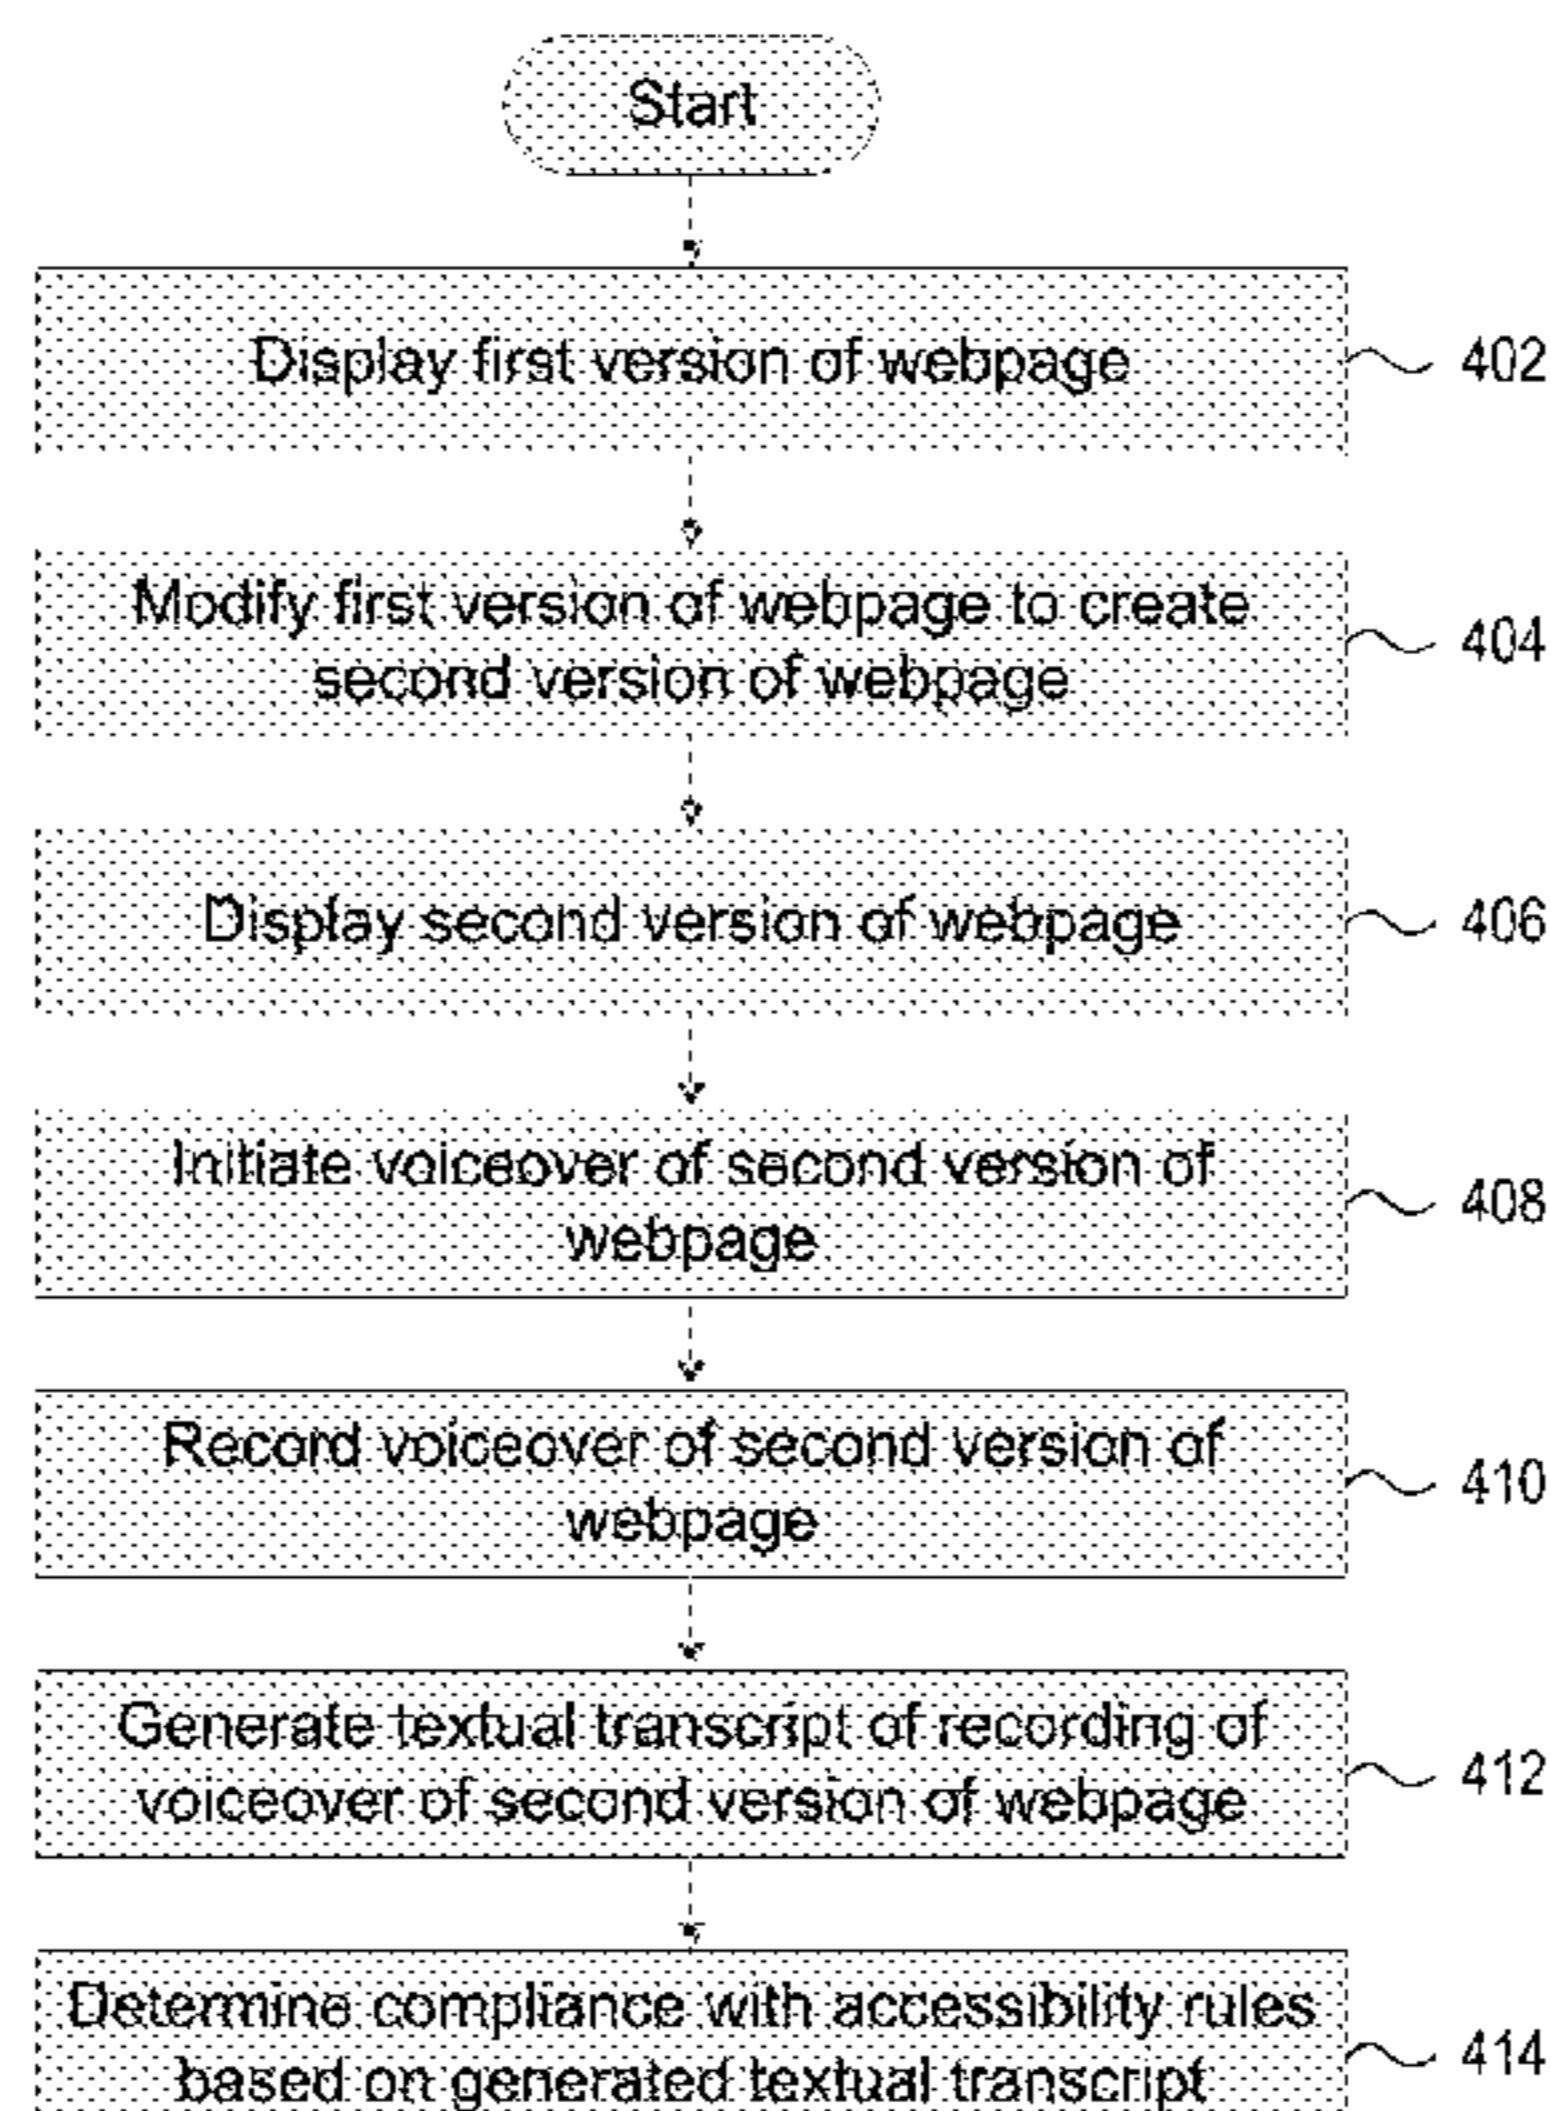 Start
Display first version of webpage
402
Modify first version of webpage to create
second version of webpage
404
Display second version of webpage
406
Initiate voiceover of second version of
webpage
408
Record voiceover of second version of
webpage
410
Generate textual transcript of recording of
voiceover of second version of webpage
412
Determine compliance with accessibility rules
based on generated textual transcript
414